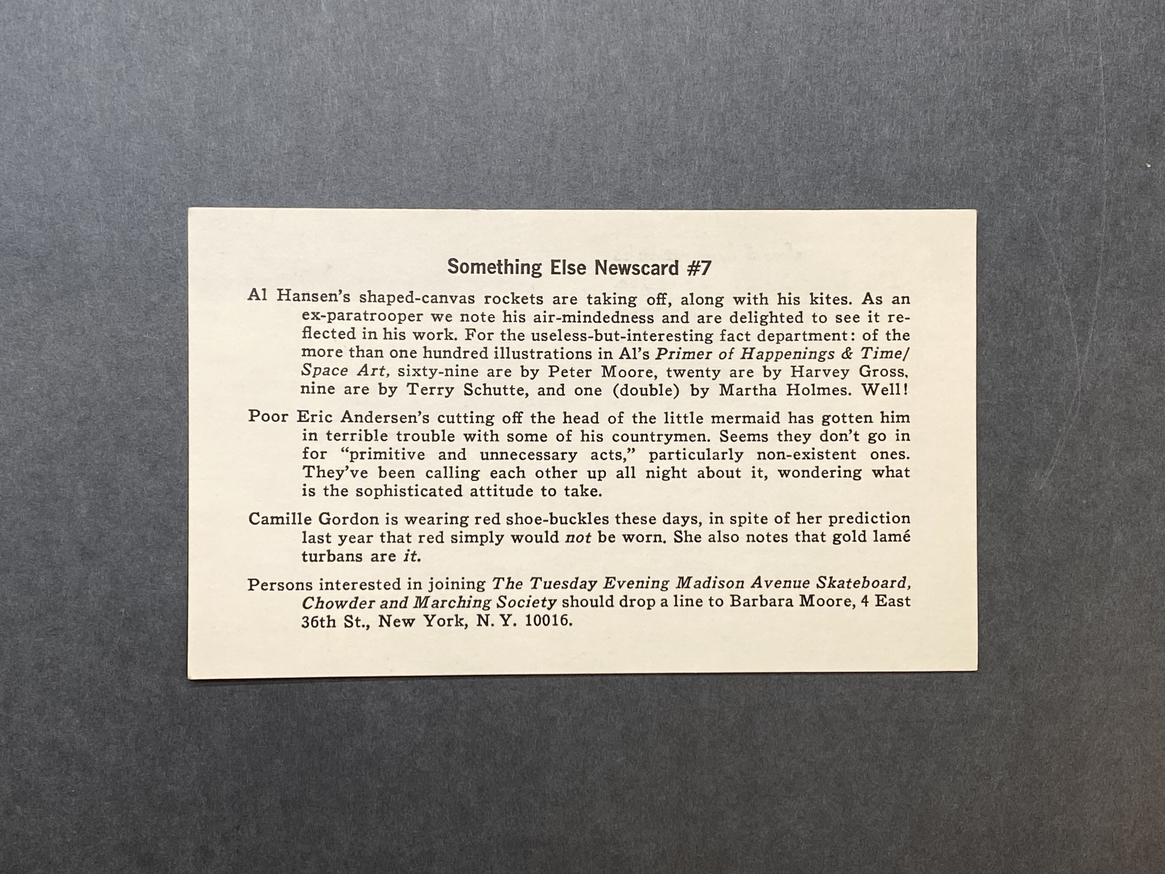 Something Else Newscard #7
Al Hansen's shaped-canvas rockets are taking off, along with his kites. As an
ex-paratrooper we note his air-mindedness and are delighted to see it re-
flected in his work. For the useless-but-interesting fact department: of the
more than one hundred illustrations in Al's Primer of Happenings & Time/
Space Art, sixty-nine are by Peter Moore, twenty are by Harvey Gross,
nine are by Terry Schutte, and one (double) by Martha Holmes. Well!
Poor Eric Andersen's cutting off the head of the little mermaid has gotten him
in terrible trouble with some of his countrymen. Seems they don't go in
for “primitive and unnecessary acts,” particularly non-existent ones.
They've been calling each other up all night about it, wondering what
is the sophisticated attitude to take.
Camille Gordon is wearing red shoe-buckles these days, in spite of her prediction
last year that red simply would not be worn. She also notes that gold lamé
turbans are it.
Persons interested in joining The Tuesday Evening Madison Avenue Skateboard,
Chowder and Marching Society should drop a line to Barbara Moore, 4 East
36th St., New York, N. Y. 10016.